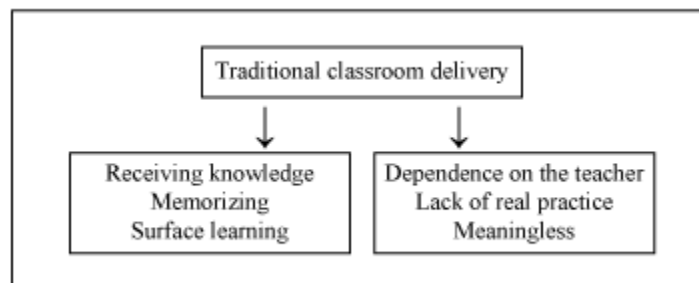 Traditional classroom delivery
Receiving knowledge
Memorizing
Surface learning
Dependence on the teacher
Lack of real practice
Meaningless